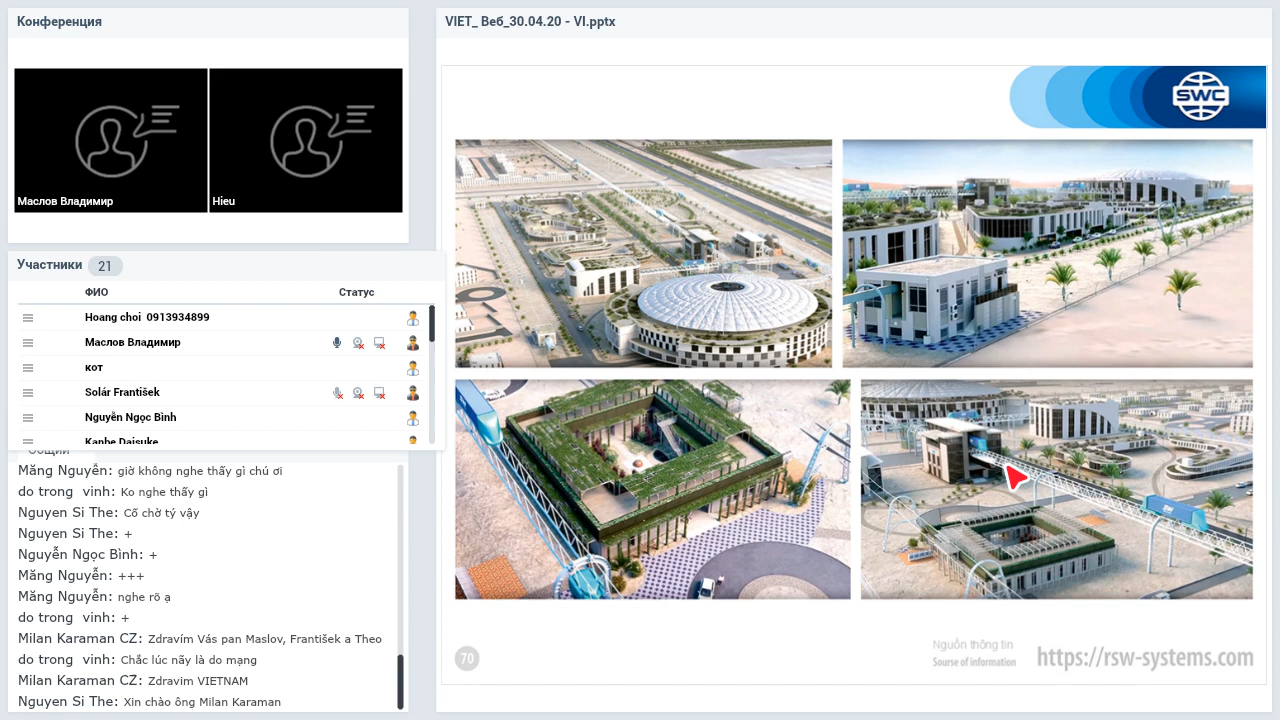 Конференция
Маслов Владимир
Hieu
Участники 21
ФИО Статус
Hoang choi 0913934899
Маслов Владимир
кот
Solár František
Nguyễn Ngọc Bình
Kanbe Daisuke
Общий
Măng Nguyễn: giờ không nghe thấy gì chú ơi
do trong vinh: Ko nghe thấy gì
Nguyen Si The: Cố chờ tý vậy
Nguyen Si The: +
Nguyễn Ngọc Bình: +
Măng Nguyễn: +++
Măng Nguyễn: nghe rõ ạ
do trong vinh: +
Milan Karaman CZ: Zdravím Vás pan Maslov, František a Theo
do trong vinh: Chắc lúc nãy là do mạng
Milan Karaman CZ: Zdravim VIETNAM
Nguyen Si The: Xin chào ông Milan Karaman
VIET_ Веб_30.04.20 - VI.pptx
SWC
70
Nguồn thông tin
Sourse of information
https://rsw-systems.com